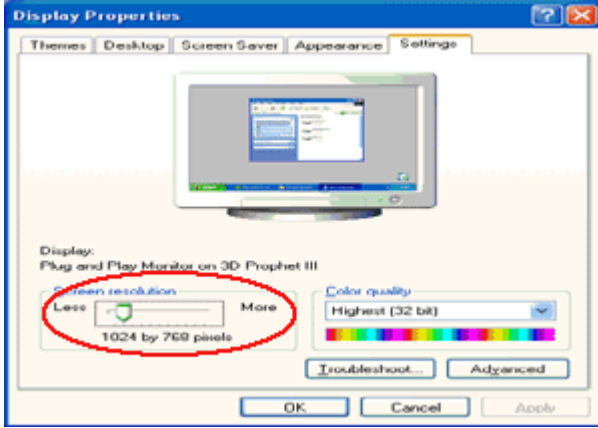 Display Properties
Themes Desktop Screen Saver Appearance Settings
Display:
Plug and Play Monitor on 3D Prophet III
Screen resolution
Less More
1024 by 768 pixels
Color quality
Highest (32 bit)
Troubleshoot... Advanced
OK Cancel Apply